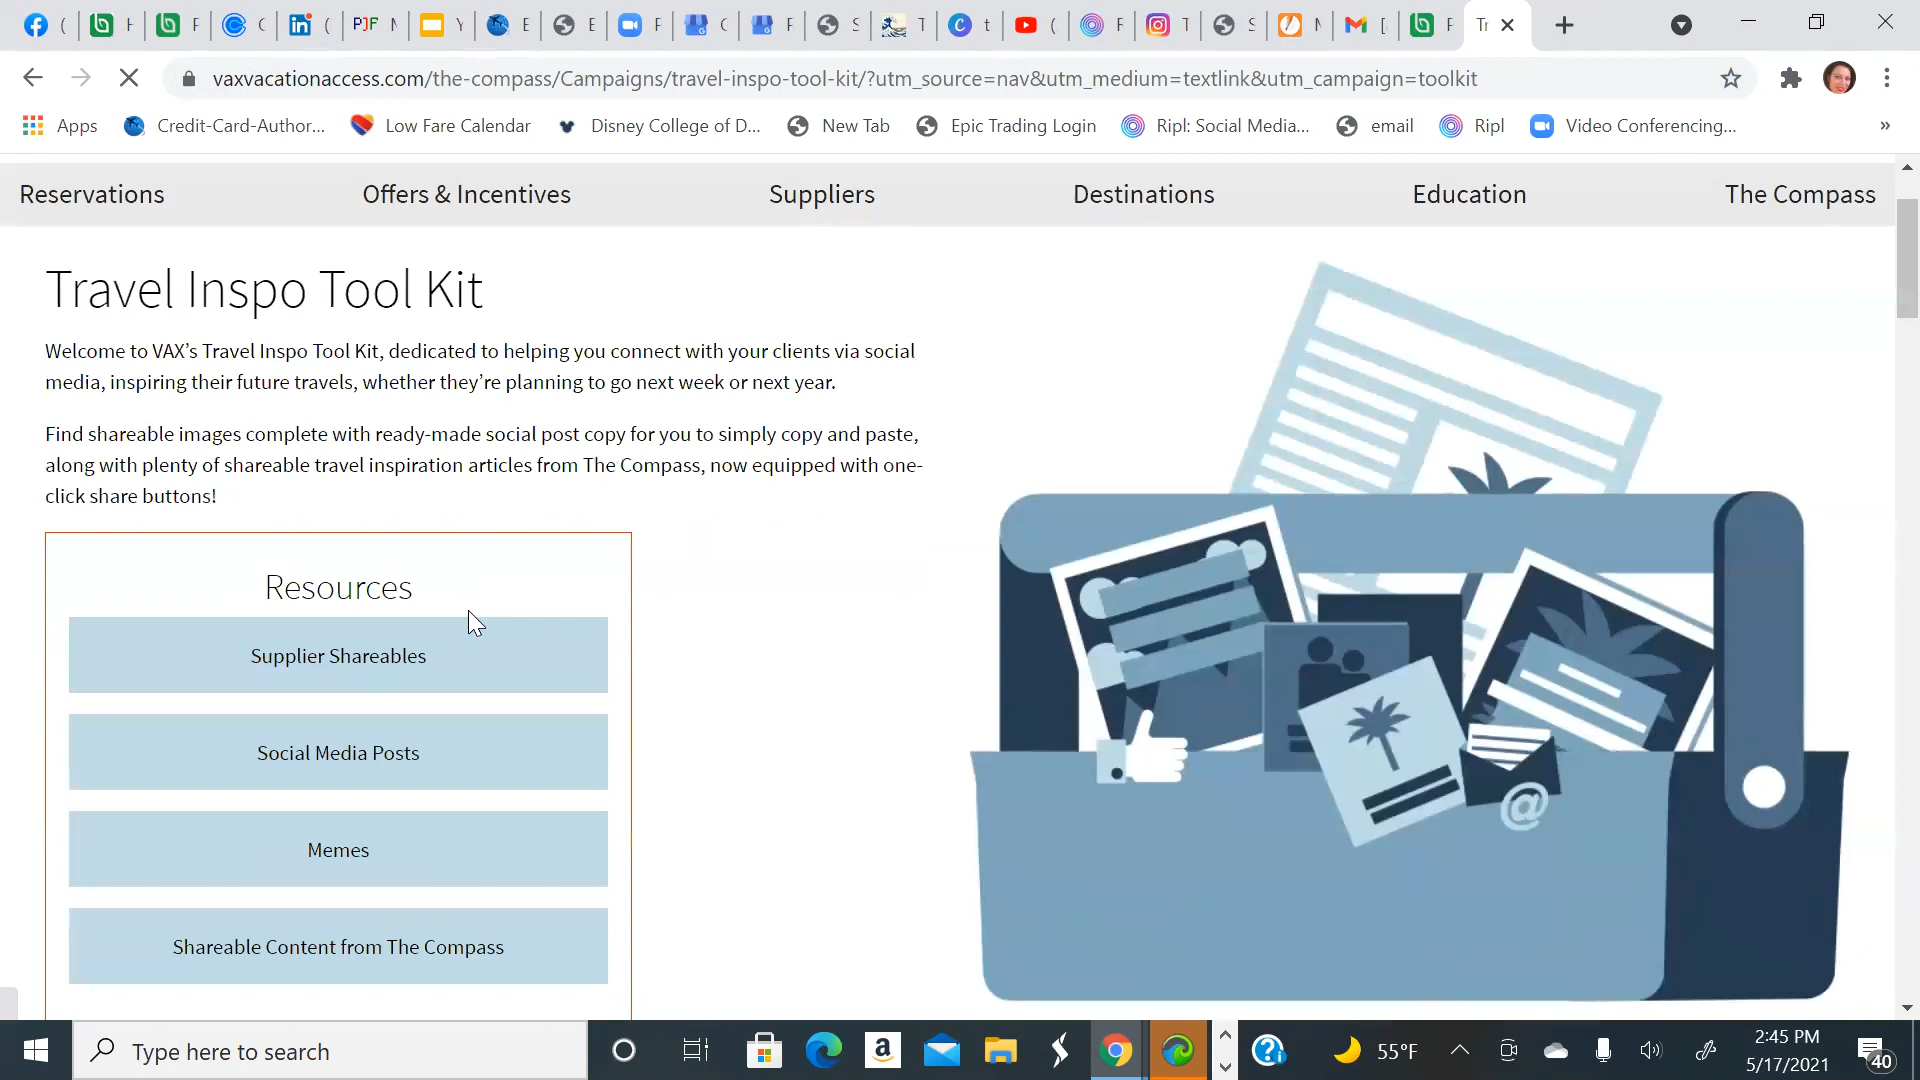 vaxvacationaccess.com/the-compass/Campaigns/travel-inspo-tool-kit/?utm_source=nav&utm_medium=textlink&utm_campaign=toolkit
Apps Credit-Card-Author... Low Fare Calendar Disney College of D... New Tab Epic Trading Login Ripl: Social Media... email Ripl Video Conferencing... »
Reservations Offers & Incentives Suppliers Destinations Education The Compass
Travel Inspo Tool Kit
Welcome to VAX’s Travel Inspo Tool Kit, dedicated to helping you connect with your clients via social
media, inspiring their future travels, whether they’re planning to go next week or next year.
Find shareable images complete with ready-made social post copy for you to simply copy and paste,
along with plenty of shareable travel inspiration articles from The Compass, now equipped with one-
click share buttons!
Resources
Supplier Shareables
Social Media Posts
Memes
Shareable Content from The Compass
@
Type here to search
55°F
2:45 PM
5/17/2021
40